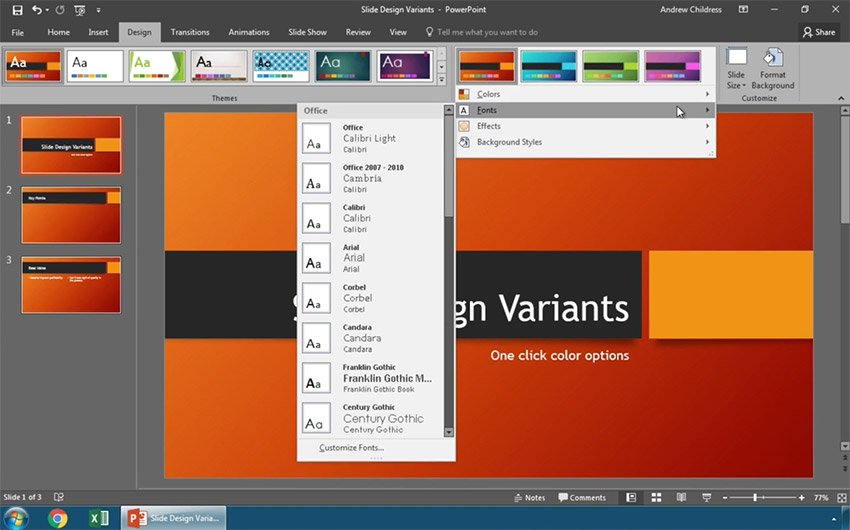 Slide Design Variants - PowerPoint
Andrew Childress
File
Home
Insert
Design
Transitions
Animations
Slide Show
Review
View
Tell me what you want to do
Share
Aa
Aa
Aa
Aa
Aa
Aa
Aa
Slide
Size
Format
Background
Themes
Customize
Colors
Fonts
Effects
Background Styles
Office
Aa
Office
Calibri Light
Calibri
Aa
Office 2007 - 2010
Cambria
Calibri
Aa
Calibri
Calibri
Calibri
Aa
Arial
Arial
Arial
Aa
Corbel
Corbel
Corbel
Aa
Candara
Candara
Candara
Aa
Franklin Gothic
Franklin Gothic M...
Franklin Gothic Book
Aa
Century Gothic
Century Gothic
Century Gothic
Customize Fonts...
1
Slide Design Variants
2
Key Points
3
gn Variants
One click color options
Slide 1 of 3
Notes
Comments
77%
Slide Design Varia...